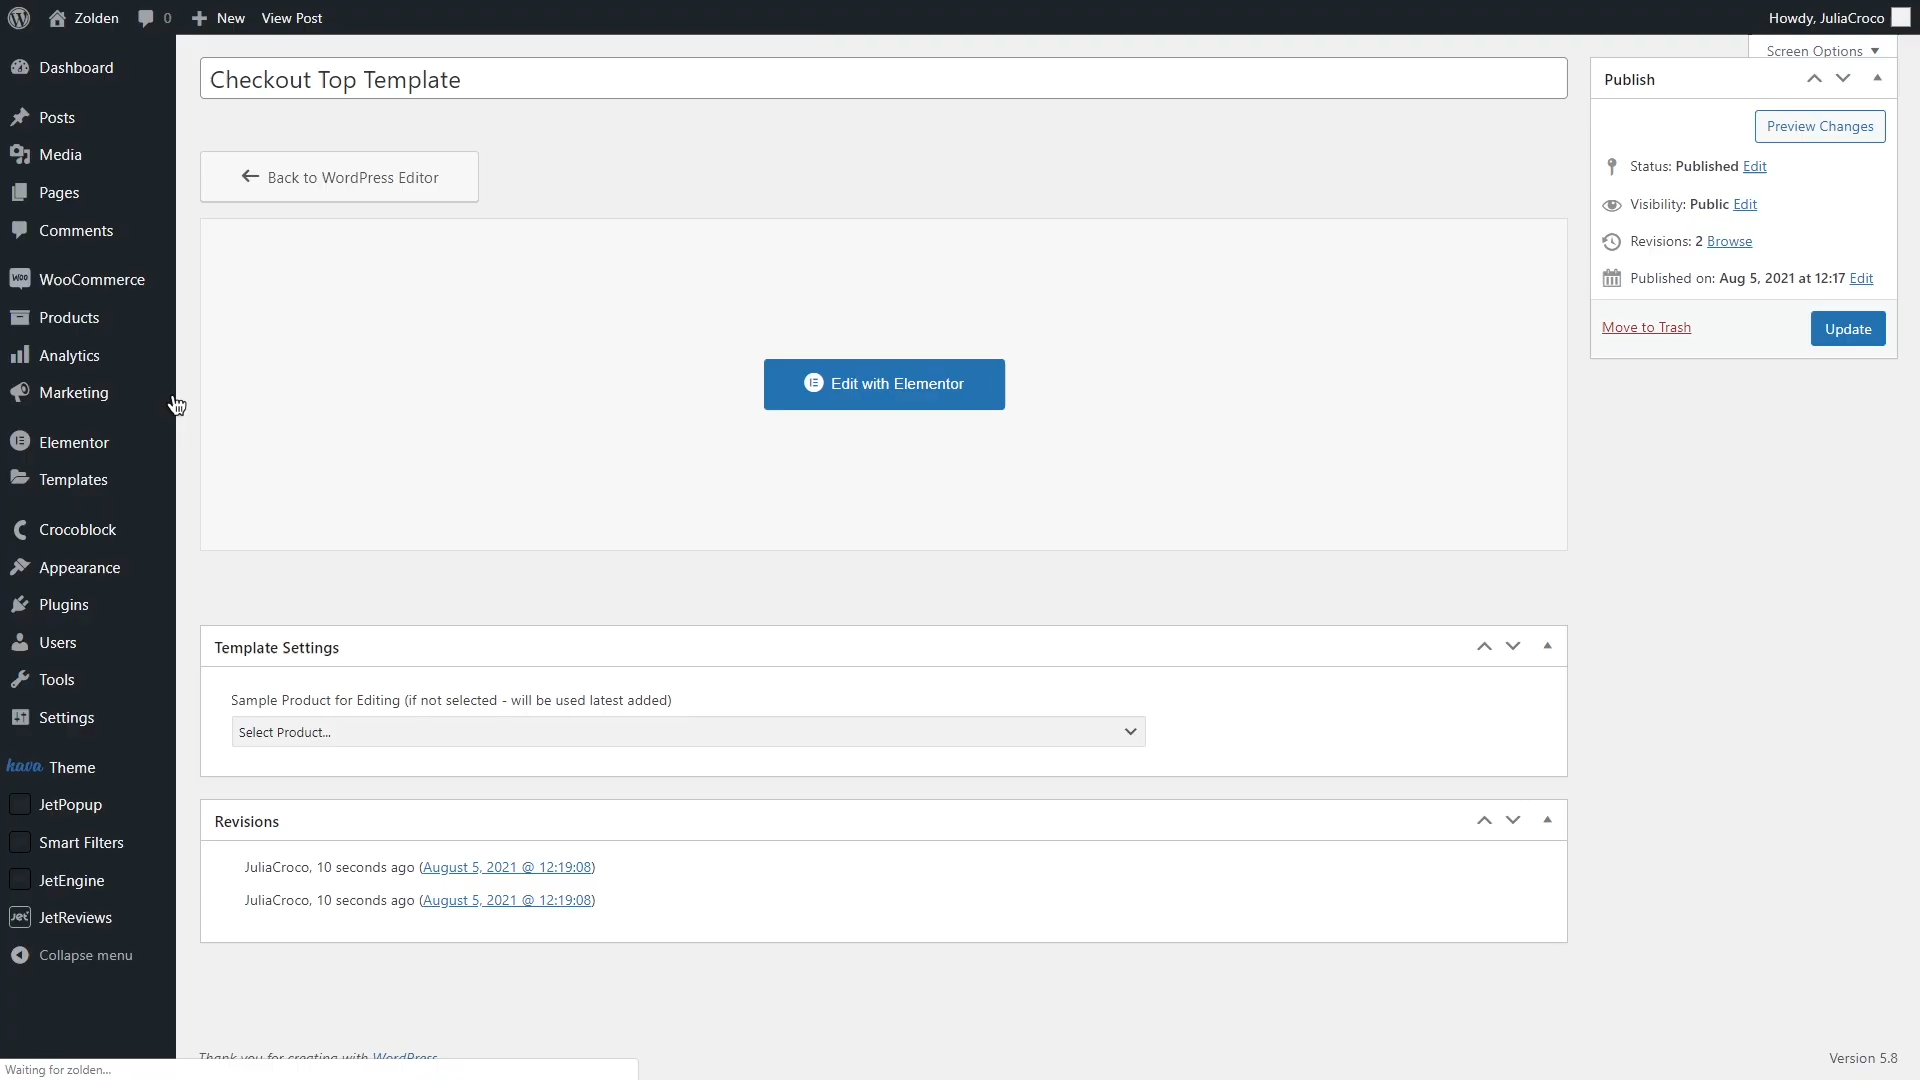 Zolden
0
New
View Post
Howdy, JuliaCroco
Screen Options
Dashboard
Posts
Media
Pages
Comments
Woo WooCommerce
Products
Analytics
Marketing
Elementor
Templates
Crocoblock
Appearance
Plugins
Users
Tools
Settings
kava Theme
JetPopup
Smart Filters
JetEngine
Jet JetReviews
Collapse menu
Checkout Top Template
Back to WordPress Editor
Edit with Elementor
Template Settings
Sample Product for Editing (if not selected - will be used latest added)
Select Product...
Revisions
JuliaCroco, 10 seconds ago (August 5, 2021 @ 12:19:08)
JuliaCroco, 10 seconds ago (August 5, 2021 @ 12:19:08)
Publish
Preview Changes
Status: Published Edit
Visibility: Public Edit
Revisions: 2 Browse
Published on: Aug 5, 2021 at 12:17 Edit
Move to Trash
Update
Thank you for creating with WordPress
Version 5.8
Waiting for zolden...